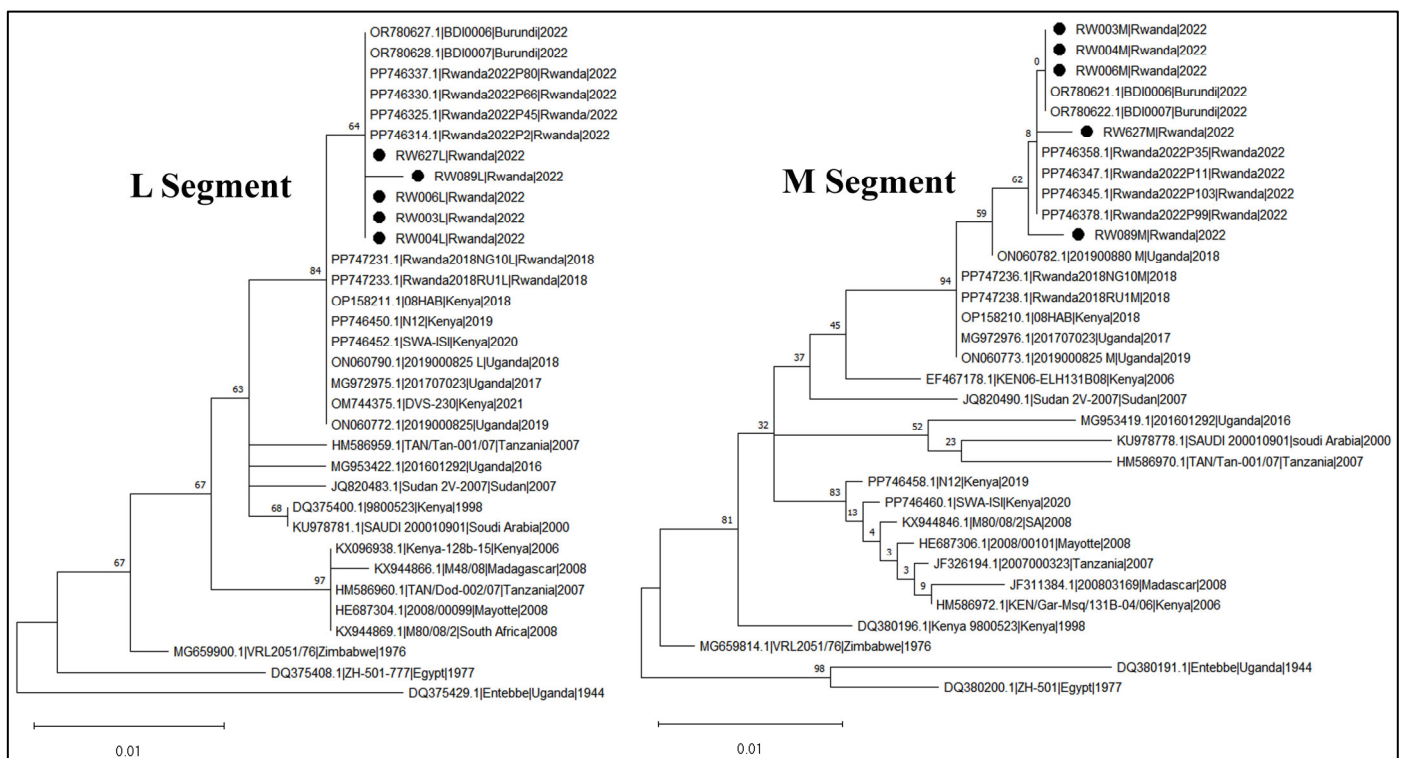 L Segment
OR780627.1|BDI0006|Burundi|2022
OR780628.1|BDI0007|Burundi|2022
PP746337.1|Rwanda2022P80|Rwanda|2022
PP746330.1|Rwanda2022P66|Rwanda|2022
PP746325.1|Rwanda2022P45|Rwanda/2022
PP746314.1|Rwanda2022P2|Rwanda|2022
64
RW627L|Rwanda|2022
RW089L|Rwanda|2022
RW006L|Rwanda|2022
RW003L|Rwanda|2022
RW004L|Rwanda|2022
PP747231.1|Rwanda2018NG10L|Rwanda|2018
84
PP747233.1|Rwanda2018RU1L|Rwanda|2018
OP158211.1|08HAB|Kenya|2018
PP746450.1|N12|Kenya|2019
PP746452.1|SWA-ISI|Kenya|2020
ON060790.1|2019000825 L|Uganda|2018
MG972975.1|201707023|Uganda|2017
63
OM744375.1|DVS-230|Kenya|2021
ON060772.1|2019000825|Uganda|2019
HM586959.1|TAN/Tan-001/07|Tanzania|2007
MG953422.1|201601292|Uganda|2016
67
JQ820483.1|Sudan 2V-2007|Sudan|2007
68
DQ375400.1|9800523|Kenya|1998
KU978781.1|SAUDI 200010901|Soudi Arabia|2000
KX096938.1|Kenya-128b-15|Kenya|2006
67
KX944866.1|M48/08|Madagascar|2008
97
HM586960.1|TAN/Dod-002/07|Tanzania|2007
HE687304.1|2008/00099|Mayotte|2008
KX944869.1|M80/08/2|South Africa|2008
MG659900.1|VRL2051/76|Zimbabwe|1976
DQ375408.1|ZH-501-777|Egypt|1977
DQ375429.1|Entebbe|Uganda|1944
0.01
M Segment
RW003M|Rwanda|2022
RW004M|Rwanda|2022
0
RW006M|Rwanda|2022
OR780621.1|BDI0006|Burundi|2022
OR780622.1|BDI0007|Burundi|2022
8
RW627M|Rwanda|2022
PP746358.1|Rwanda2022P35|Rwanda2022
PP746347.1|Rwanda2022P11|Rwanda|2022
62
PP746345.1|Rwanda2022P103|Rwanda|2022
PP746378.1|Rwanda2022P99|Rwanda|2022
59
RW089M|Rwanda|2022
ON060782.1|201900880 M|Uganda|2018
PP747236.1|Rwanda2018NG10M|2018
94
PP747238.1|Rwanda2018RU1M|2018
OP158210.1|08HAB|Kenya|2018
45
MG972976.1|201707023|Uganda|2017
ON060773.1|2019000825 M|Uganda|2019
37
EF467178.1|KEN06-ELH131B08|Kenya|2006
JQ820490.1|Sudan 2V-2007|Sudan|2007
MG953419.1|201601292|Uganda|2016
32
52
KU978778.1|SAUDI 200010901|soudi Arabia|2000
23
HM586970.1|TAN/Tan-001/07|Tanzania|2007
PP746458.1|N12|Kenya|2019
83
PP746460.1|SWA-ISI|Kenya|2020
13
KX944846.1|M80/08/2|SA|2008
81
4
HE687306.1|2008/00101|Mayotte|2008
3
JF326194.1|2007000323|Tanzania|2007
3
JF311384.1|200803169|Madascar|2008
9
HM586972.1|KEN/Gar-Msq/131B-04/06|Kenya|2006
DQ380196.1|Kenya 9800523|Kenya|1998
MG659814.1|VRL2051/76|Zimbabwe|1976
98
DQ380191.1|Entebbe|Uganda|1944
DQ380200.1|ZH-501|Egypt|1977
0.01